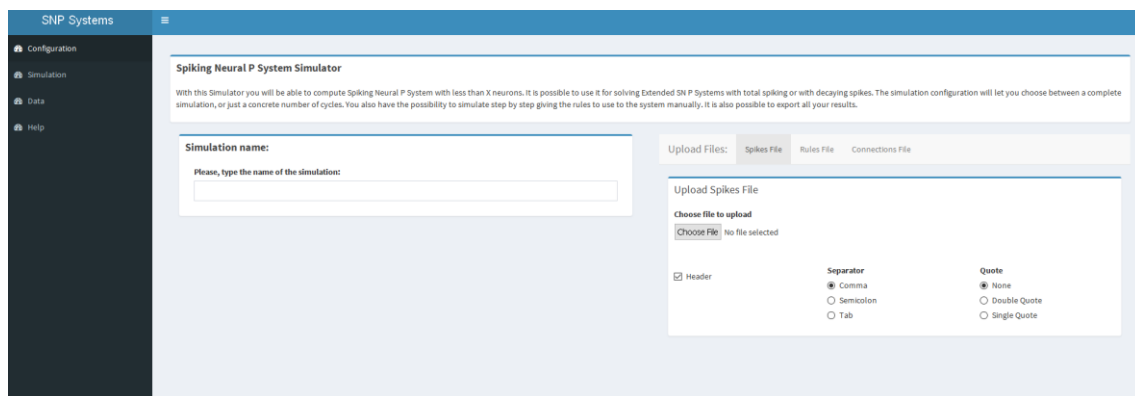 SNP Systems
Configuration
Simulation
Data
Help
Spiking Neural P System Simulator
With this Simulator you will be able to compute Spiking Neural P System with less than X neurons. It is possible to use it for solving Extended SN P Systems with total spiking or with decaying spikes. The simulation configuration will let you choose between a complete
simulation, or just a concrete number of cycles. You also have the possibility to simulate step by step giving the rules to use to the system manually. It is also possible to export all your results.
Simulation name:
Please, type the name of the simulation:
Upload Files: Spikes File Rules File Connections File
Upload Spikes File
Choose file to upload
Choose File No file selected
Header
Separator
Comma
Semicolon
Tab
Quote
None
Double Quote
Single Quote